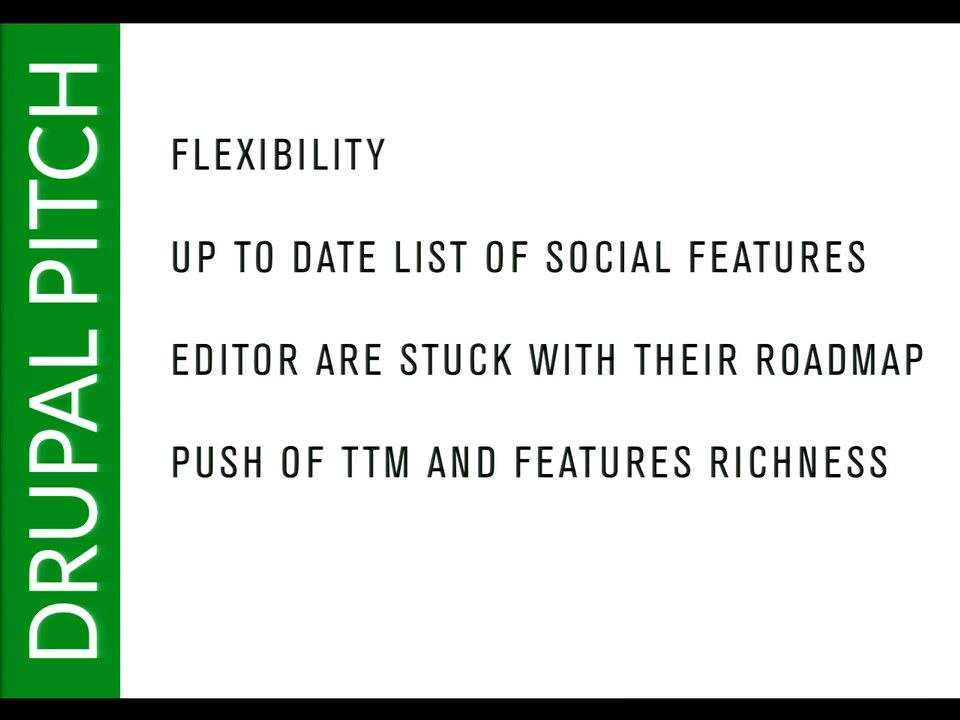 DRUPAL PITCH
FLEXIBILITY
UP TO DATE LIST OF SOCIAL FEATURES
EDITOR ARE STUCK WITH THEIR ROADMAP
PUSH OF TTM AND FEATURES RICHNESS